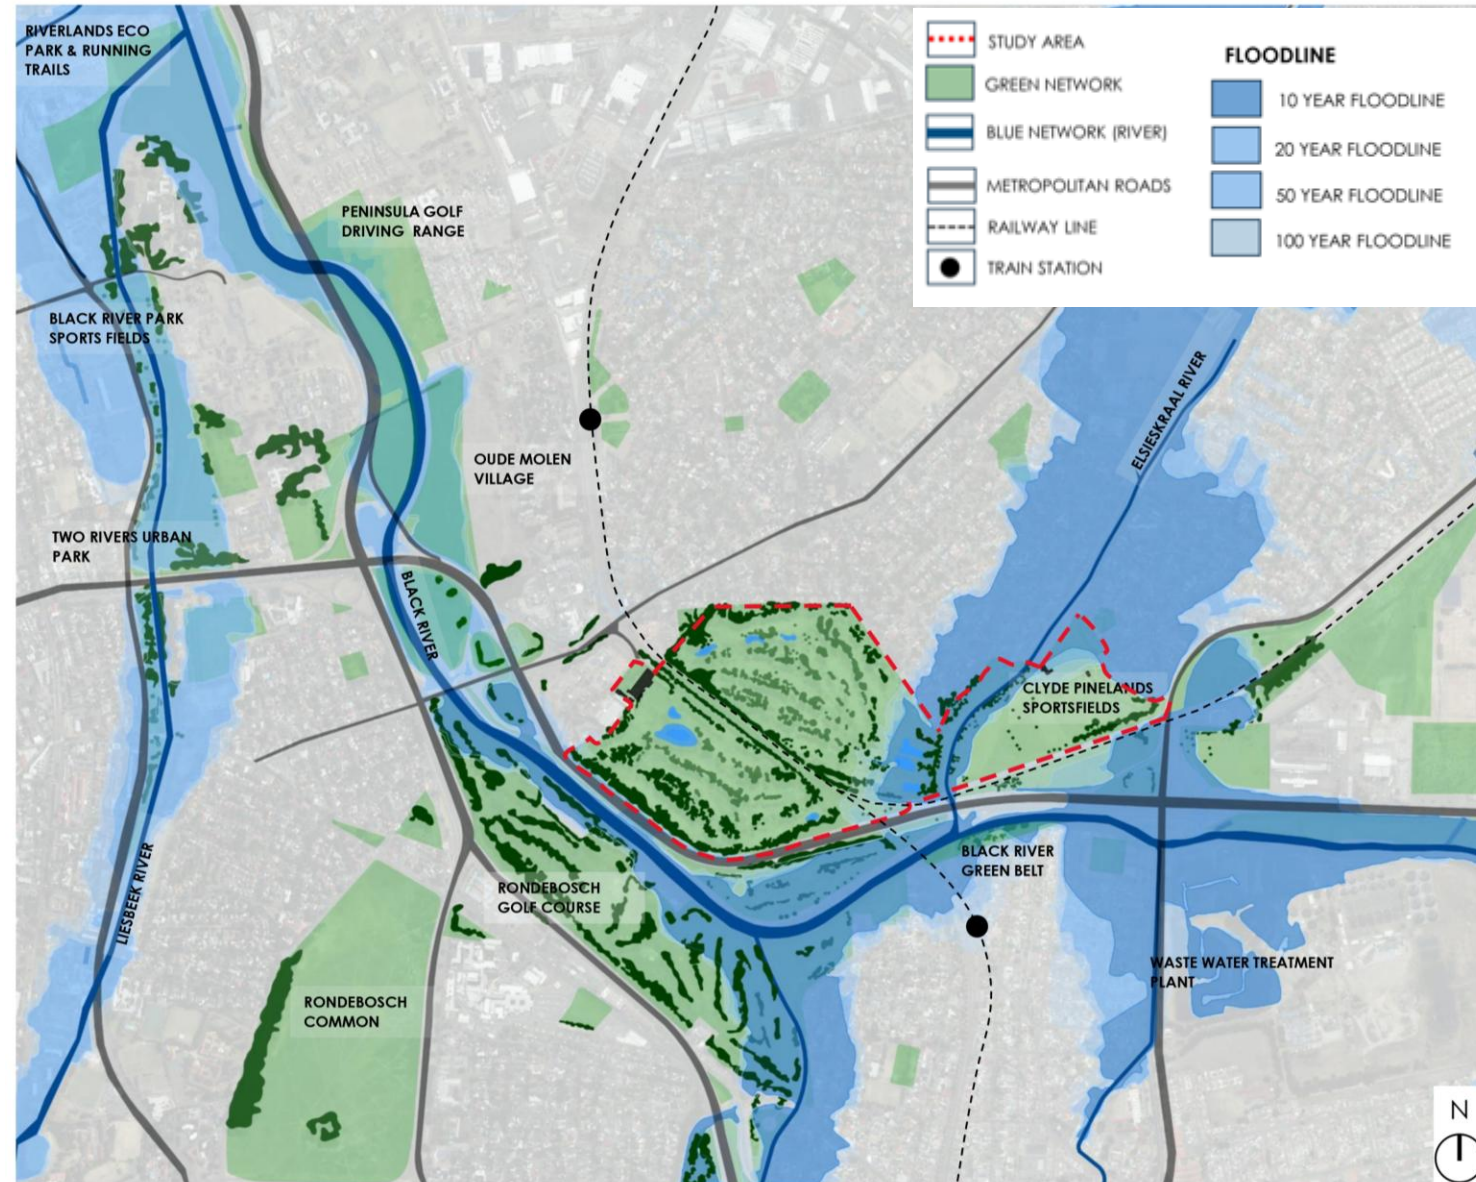 RIVERLANDS ECO
PARK & RUNNING
TRAILS
STUDY AREA
GREEN NETWORK
BLUE NETWORK (RIVER)
METROPOLITAN ROADS
RAILWAY LINE
TRAIN STATION
FLOODLINE
10 YEAR FLOODLINE
20 YEAR FLOODLINE
50 YEAR FLOODLINE
100 YEAR FLOODLINE
PENINSULA GOLF
DRIVING RANGE
BLACK RIVER PARK
SPORTS FIELDS
ELSIESKRAAL RIVER
OUDE MOLEN
VILLAGE
TWO RIVERS URBAN
PARK
BLACK RIVER
CLYDE PINELANDS
SPORTSFIELDS
BLACK RIVER
GREEN BELT
LIESBEEK RIVER
RONDEBOSCH
GOLF COURSE
WASTE WATER TREATMENT
PLANT
RONDEBOSCH
COMMON
N